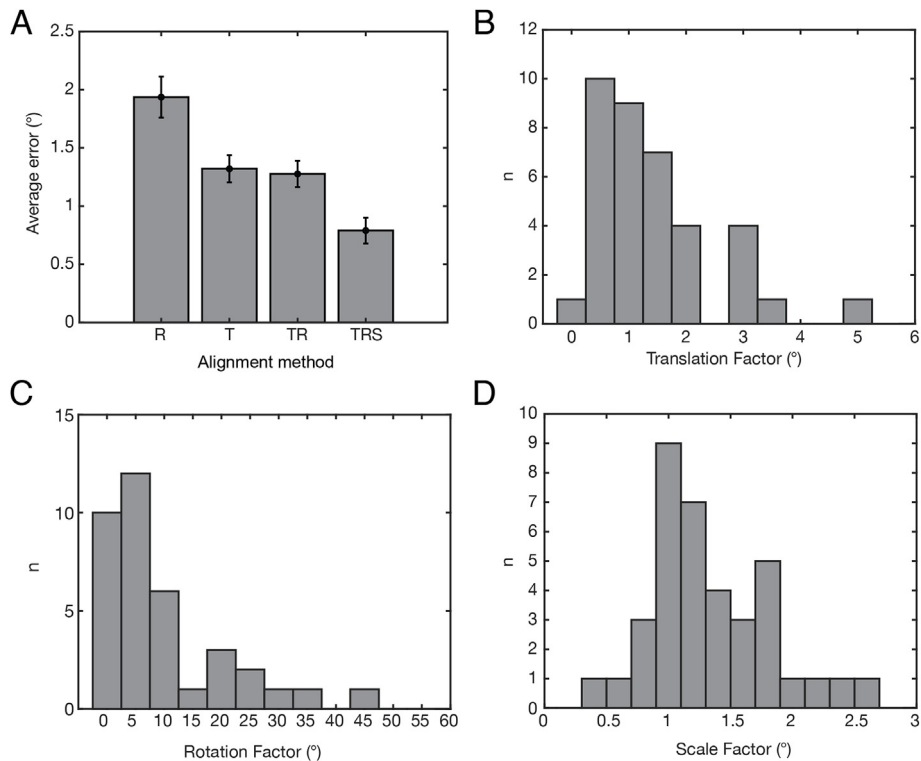 A
2.5
2
1.5
1
0.5
0
Average error (°)
R T TR TRS
Alignment method
B
12
10
8
6
4
2
0
n
0 1 2 3 4 5 6
Translation Factor (°)
C
15
10
5
0
n
0 5 10 15 20 25 30 35 40 45 50 55 60
Rotation Factor (°)
D
10
9
8
7
6
5
4
3
2
1
0
n
0 0.5 1 1.5 2 2.5 3
Scale Factor (°)